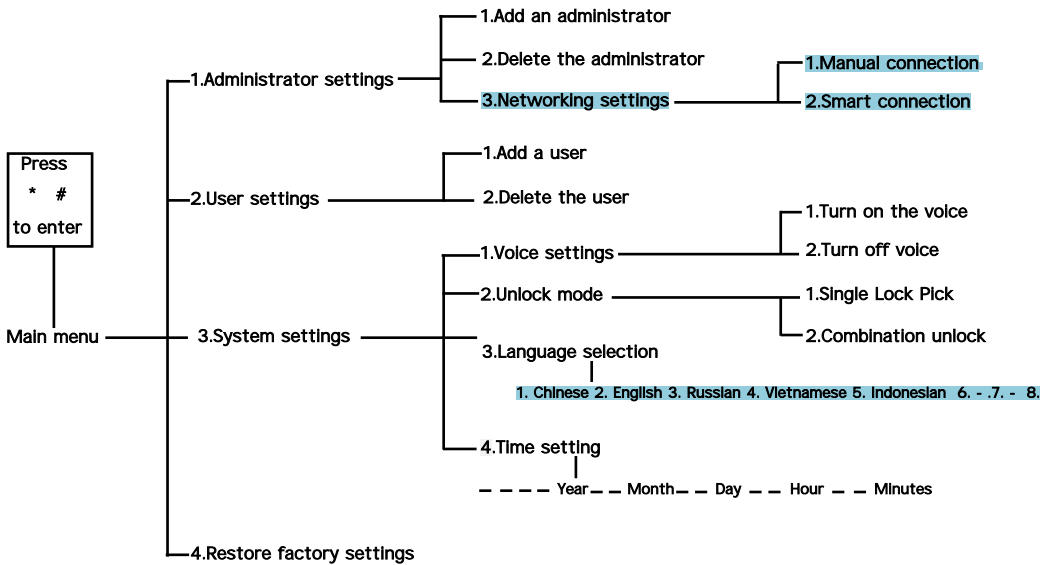 Press
* #
to enter
Main menu
1.Administrator settings
1.Add an administrator
2.Delete the administrator
3.Networking settings
1.Manual connection
2.Smart connection
2.User settings
1.Add a user
2.Delete the user
3.System settings
1.Voice settings
1.Turn on the voice
2.Turn off voice
2.Unlock mode
1.Single Lock Pick
2.Combination unlock
3.Language selection
1. Chinese 2. English 3. Russian 4. Vietnamese 5. Indonesian 6. - .7. - 8.
4.Time setting
_ _ _ _ Year _ _ Month _ _ Day _ _ Hour _ _ Minutes
4.Restore factory settings